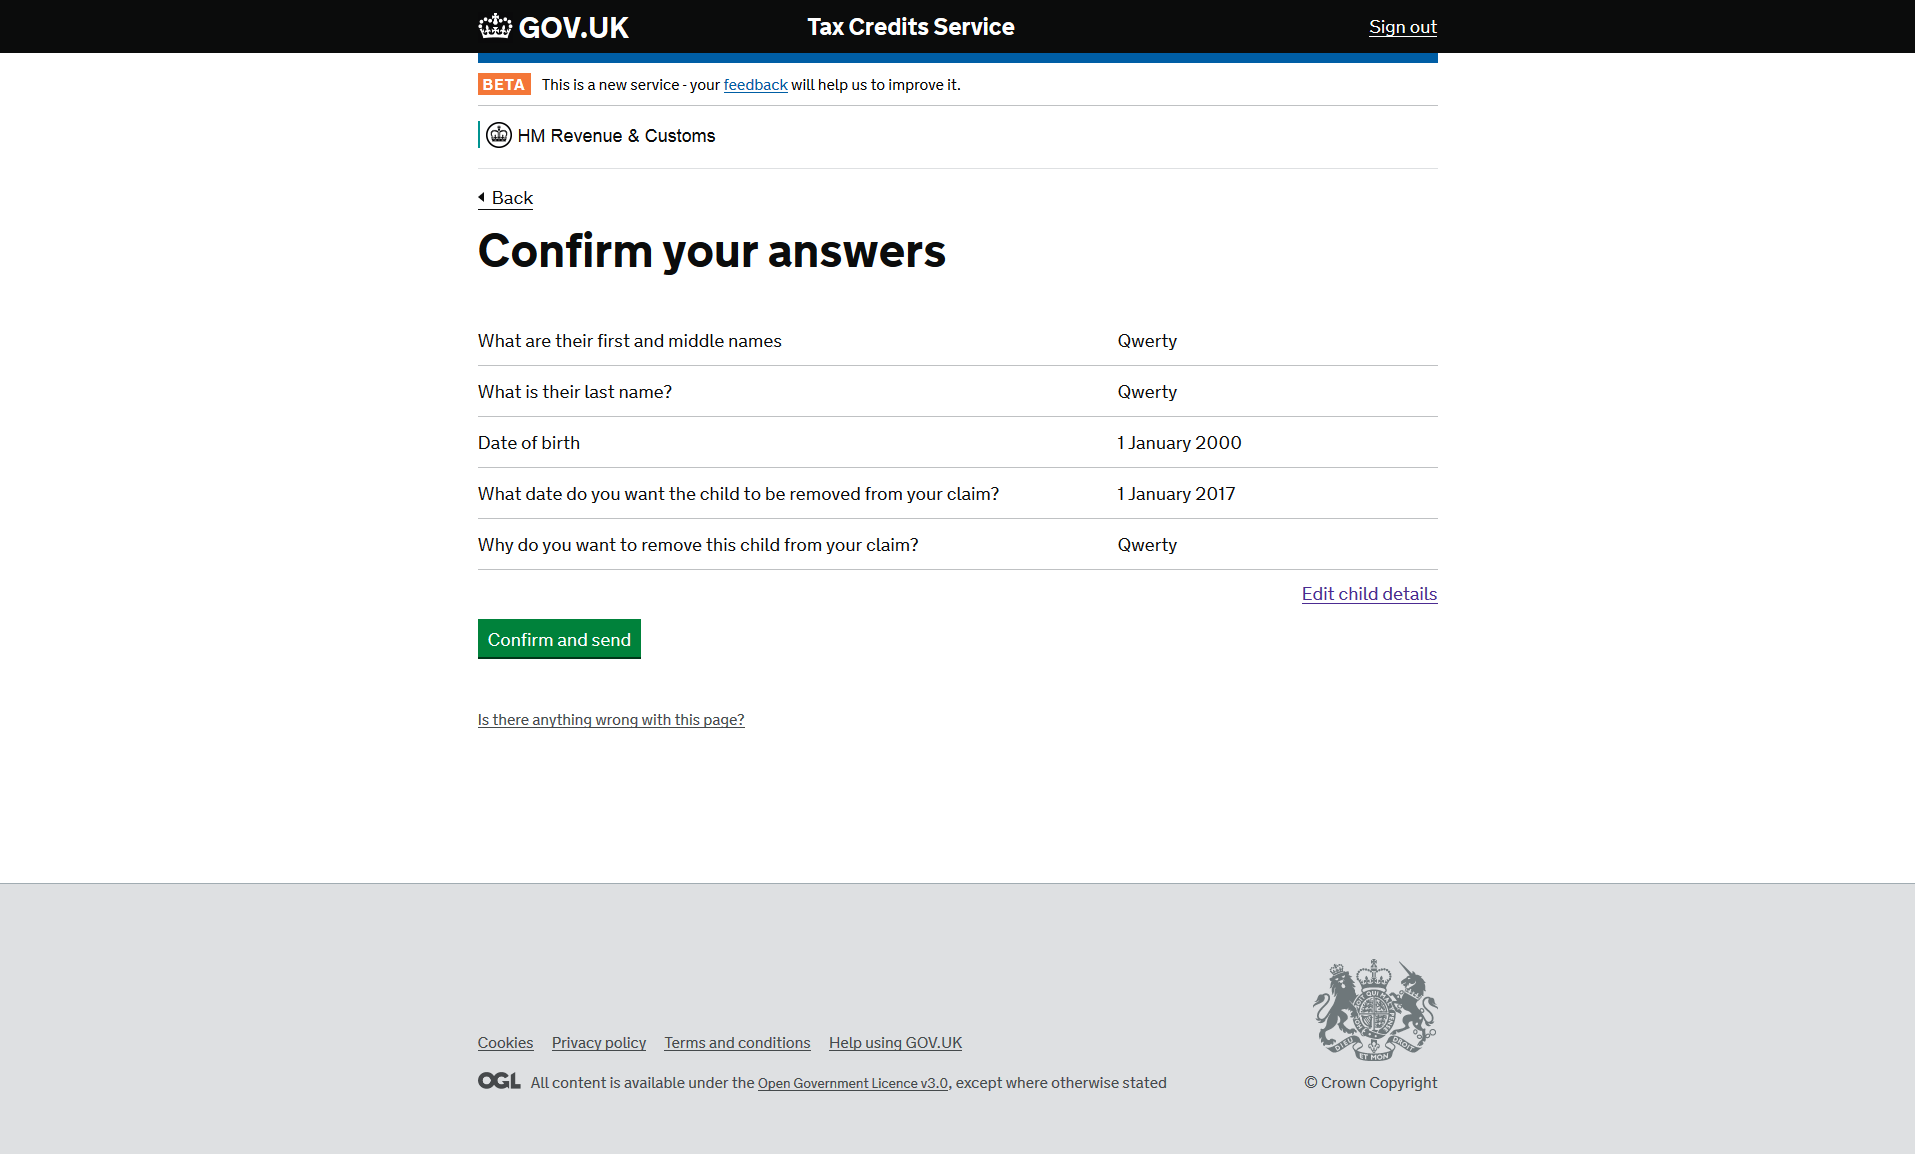 GOV.UK Tax Credits Service Sign out
BETA This is a new service - your feedback will help us to improve it.
HM Revenue & Customs
Back
Confirm your answers
What are their first and middle names Qwerty
What is their last name? Qwerty
Date of birth 1 January 2000
What date do you want the child to be removed from your claim? 1 January 2017
Why do you want to remove this child from your claim? Qwerty
Edit child details
Confirm and send
Is there anything wrong with this page?
Cookies Privacy policy Terms and conditions Help using GOV.UK
DIEU ET MON DROIT
OGL All content is available under the Open Government Licence v3.0, except where otherwise stated
© Crown Copyright